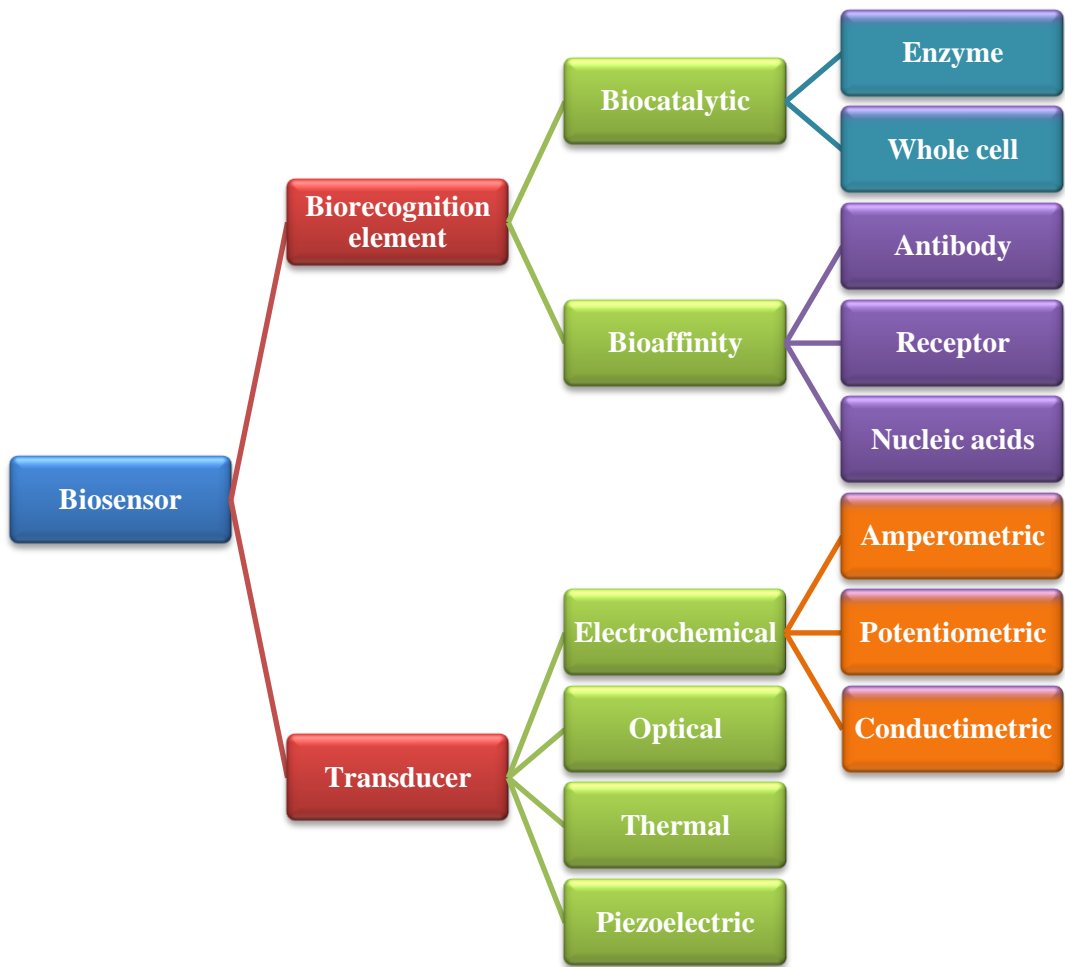 Biosensor
Biorecognition
element
Biocatalytic
Enzyme
Whole cell
Bioaffinity
Antibody
Receptor
Nucleic acids
Transducer
Electrochemical
Amperometric
Potentiometric
Conductimetric
Optical
Thermal
Piezoelectric